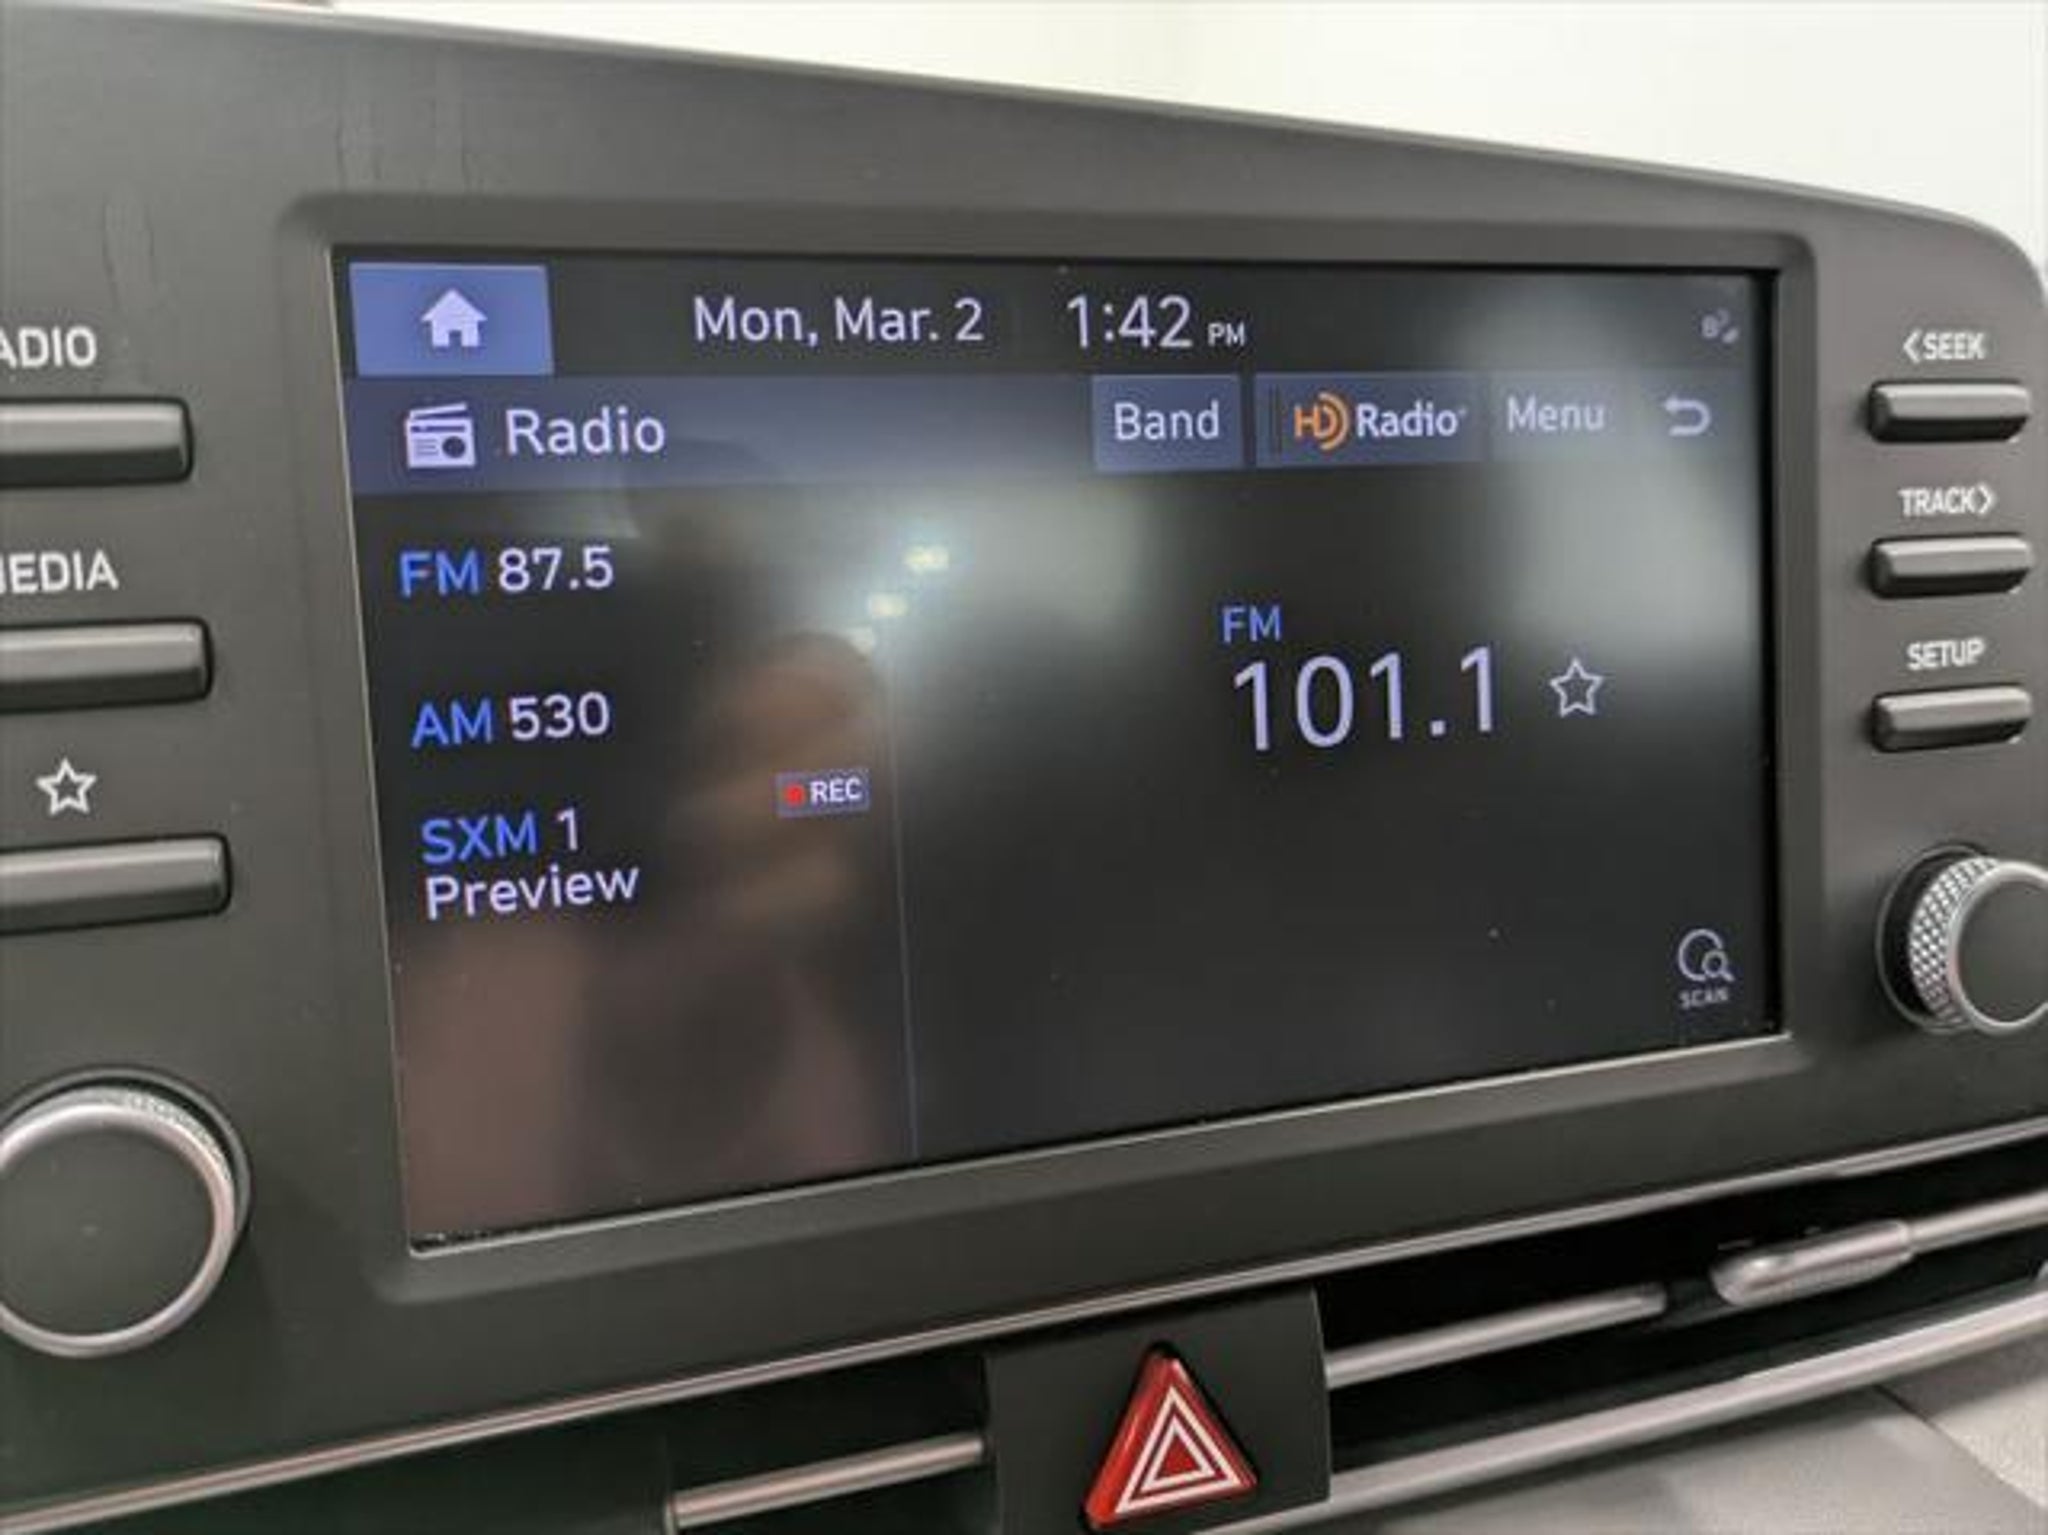 Mon, Mar. 2 1:42 PM
Radio Band HD Radio Menu
FM 87.5
AM 530
REC
SXM 1
Preview
FM
101.1
SCAN
ADIO
EDIA
<SEEK
TRACK>
SETUP